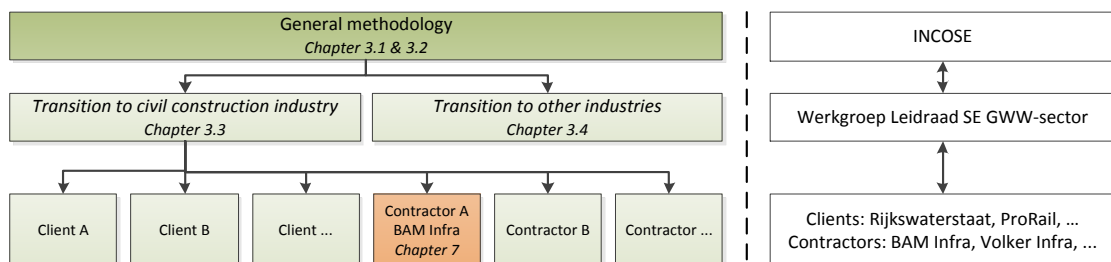 General methodology
Chapter 3.1 & 3.2
INCOSE
Transition to civil construction industry
Chapter 3.3
Transition to other industries
Chapter 3.4
Werkgroep Leidraad SE GWW-sector
Client A
Client B
Client ...
Contractor A
BAM Infra
Chapter 7
Contractor B
Contractor ...
Clients: Rijkswaterstaat, ProRail, ...
Contractors: BAM Infra, Volker Infra, ...